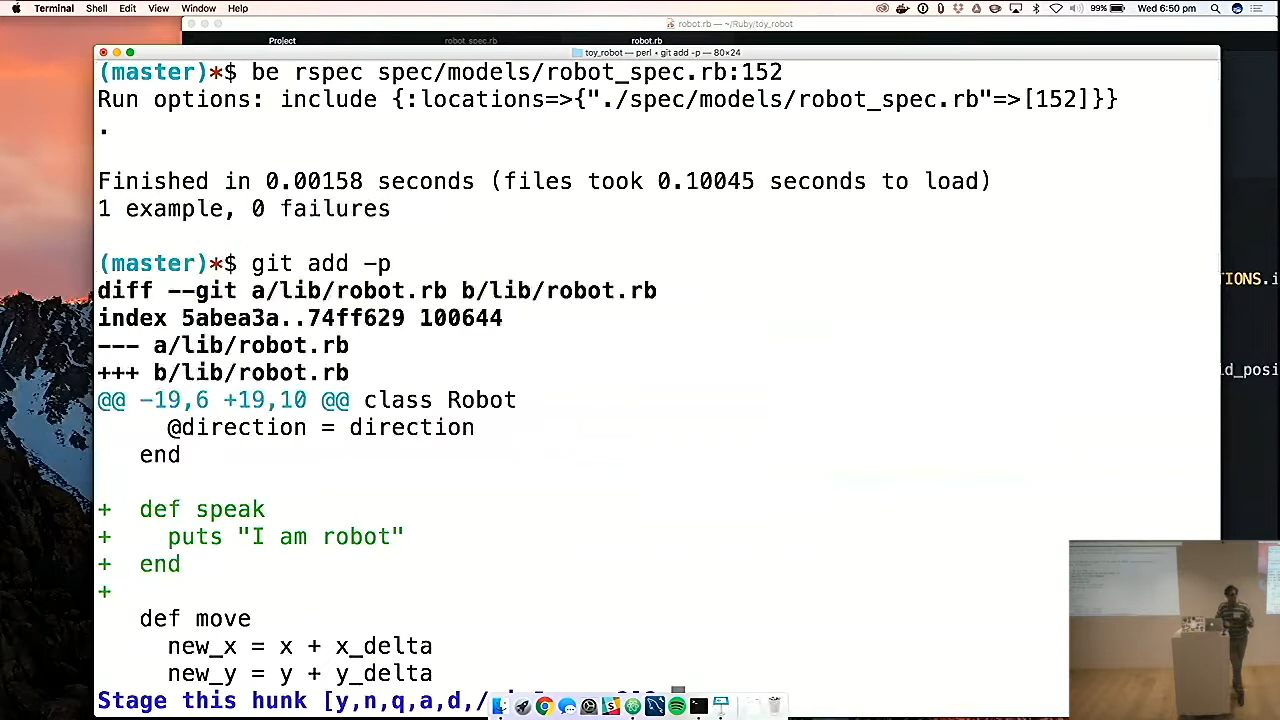 Terminal Shell Edit View Window Help 99% Wed 6:50 pm
robot.rb — ~/Ruby/toy_robot
Project robot_spec.rb robot.rb
toy_robot — perl • git add -p — 80×24
(master)*$ be rspec spec/models/robot_spec.rb:152
Run options: include {:locations=>{"./spec/models/robot_spec.rb"=>[152]}}
.
Finished in 0.00158 seconds (files took 0.10045 seconds to load)
1 example, 0 failures
(master)*$ git add -p
diff --git a/lib/robot.rb b/lib/robot.rb
index 5abea3a..74ff629 100644
--- a/lib/robot.rb
+++ b/lib/robot.rb
@@ -19,6 +19,10 @@ class Robot
@direction = direction
end
+ def speak
+ puts "I am robot"
+ end
+
def move
new_x = x + x_delta
new_y = y + y_delta
Stage this hunk [y,n,q,a,d,/
TIONS.i
id_posi